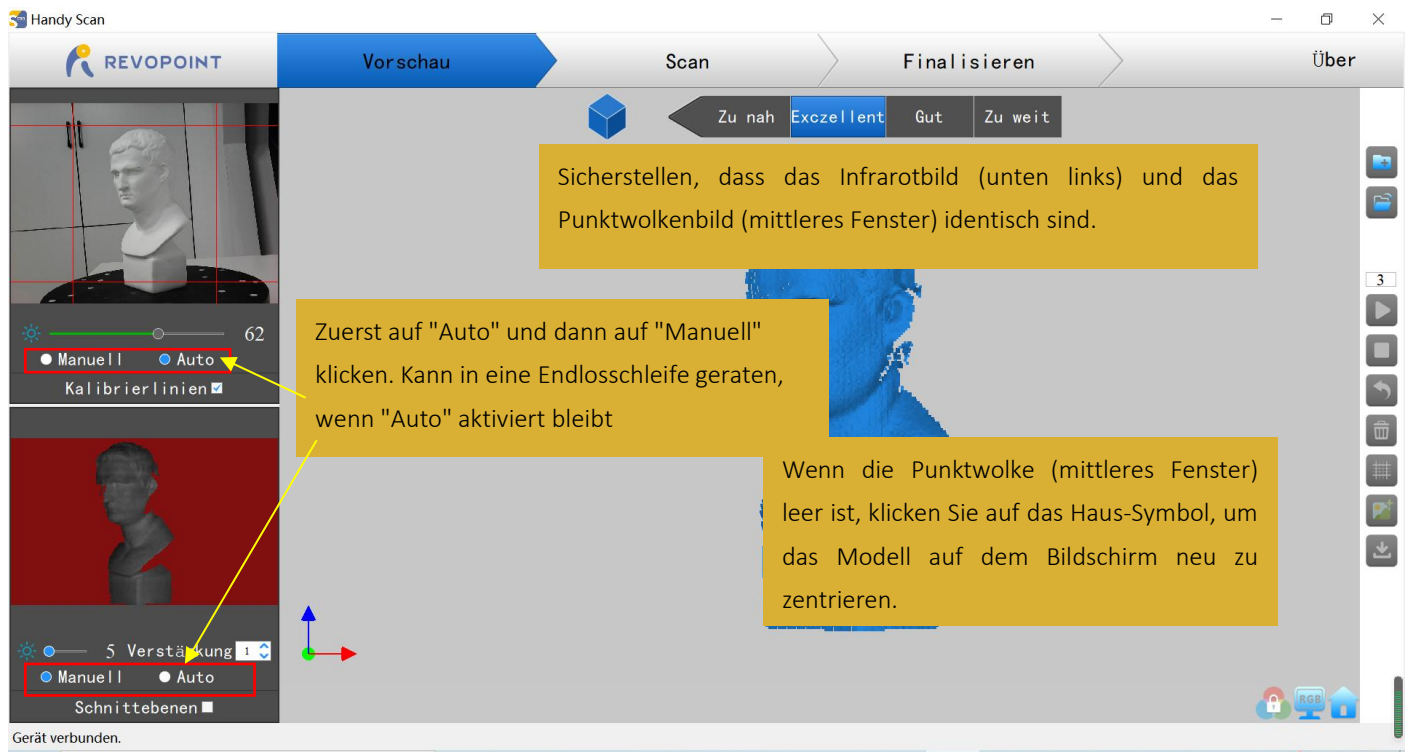 Handy Scan
REVOPOINT
Vorschau
Scan
Finalisieren
Über
Zu nah
Exczellent
Gut
Zu weit
Sicherstellen, dass das Infrarotbild (unten links) und das
Punktwolkenbild (mittleres Fenster) identisch sind.
3
62
Manuell Auto
Kalibrierlinien
Zuerst auf "Auto" und dann auf "Manuell"
klicken. Kann in eine Endlosschleife geraten,
wenn "Auto" aktiviert bleibt
Wenn die Punktwolke (mittleres Fenster)
leer ist, klicken Sie auf das Haus-Symbol, um
das Modell auf dem Bildschirm neu zu
zentrieren.
5 Verstärkung 1
Manuell Auto
Schnittebenen
RGB
Gerät verbunden.